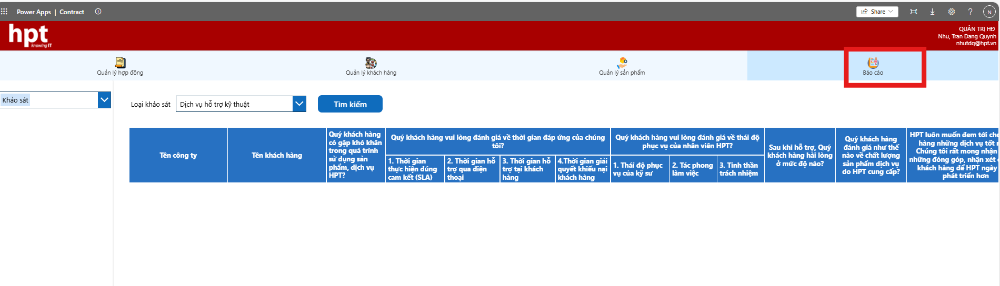 Power Apps | Contract
Share
?
N
hpt
knowing IT
QUẢN TRỊ HĐ
Nhu, Tran Dang Quynh
nhutdq@hpt.vn
Quản lý hợp đồng
Quản lý khách hàng
Quản lý sản phẩm
Báo cáo
Khảo sát
Loại khảo sát
Dịch vụ hỗ trợ kỹ thuật
Tìm kiếm
Tên công ty
Tên khách hàng
Quý khách hàng
có gặp khó khăn
trong quá trình
sử dụng sản
phẩm, dịch vụ
HPT?
Quý khách hàng vui lòng đánh giá về thời gian đáp ứng của chúng
tôi?
1. Thời gian
thực hiện đúng
cam kết (SLA)
2. Thời gian hỗ
trợ qua điện
thoại
3. Thời gian hỗ
trợ tại khách
hàng
4.Thời gian giải
quyết khiếu nại
khách hàng
Quý khách hàng vui lòng đánh giá về thái độ
phục vụ của nhân viên HPT?
1. Thái độ phục
vụ của kỹ sư
2. Tác phong
làm việc
3. Tinh thần
trách nhiệm
Sau khi hỗ trợ, Quý
khách hàng hài lòng
ở mức độ nào?
Quý khách hàng
đánh giá như thế
nào về chất lượng
sản phẩm dịch vụ
do HPT cung cấp?
HPT luôn muốn đem tới cho
hàng những dịch vụ tốt
Chúng tôi rất mong nhận
những đóng góp, nhận xét
khách hàng để HPT ngày
phát triển hơn